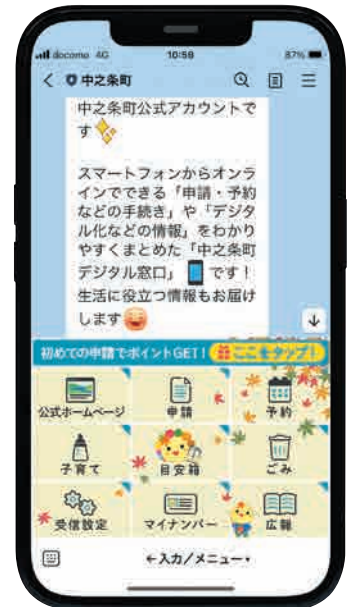 docomo 4G 10:59 87%
中之条町
中之条町公式アカウントで
す✨
スマートフォンからオンラ
インでできる「申請・予約
などの手続き」や「デジタ
ル化などの情報」をわかり
やすくまとめた「中之条町
デジタル窓口」📱です！
生活に役立つ情報もお届け
します😄
初めての申請でポイントGET！ ここをタップ！
公式ホームページ 申請 予約
子育て 目安箱 ごみ
受信設定 マイナンバー 広報
←入力/メニュー▾